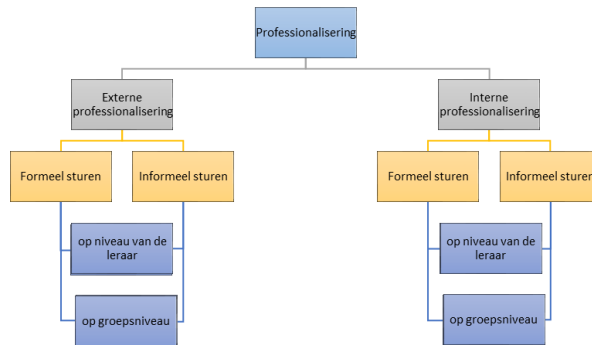 Professionalisering
Externe
professionalisering
Interne
professionalisering
Formeel sturen
Informeel sturen
Formeel sturen
Informeel sturen
op niveau van de
leraar
op niveau van de
leraar
op groepsniveau
op groepsniveau